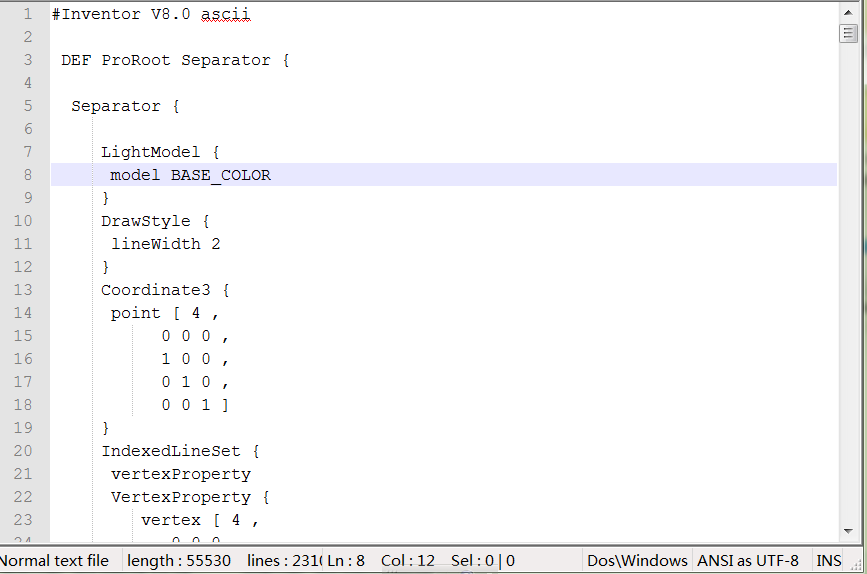 1 #Inventor V8.0 ascii
2
3 DEF ProRoot Separator {
4
5 Separator {
6
7 LightModel {
8 model BASE_COLOR
9 }
10 DrawStyle {
11 lineWidth 2
12 }
13 Coordinate3 {
14 point [ 4 ,
15 0 0 0 ,
16 1 0 0 ,
17 0 1 0 ,
18 0 0 1 ]
19 }
20 IndexedLineSet {
21 vertexProperty
22 VertexProperty {
23 vertex [ 4 ,
24 0 0 0
Normal text file length : 55530 lines : 2310 Ln : 8 Col : 12 Sel : 0 | 0 Dos\Windows ANSI as UTF-8 INS